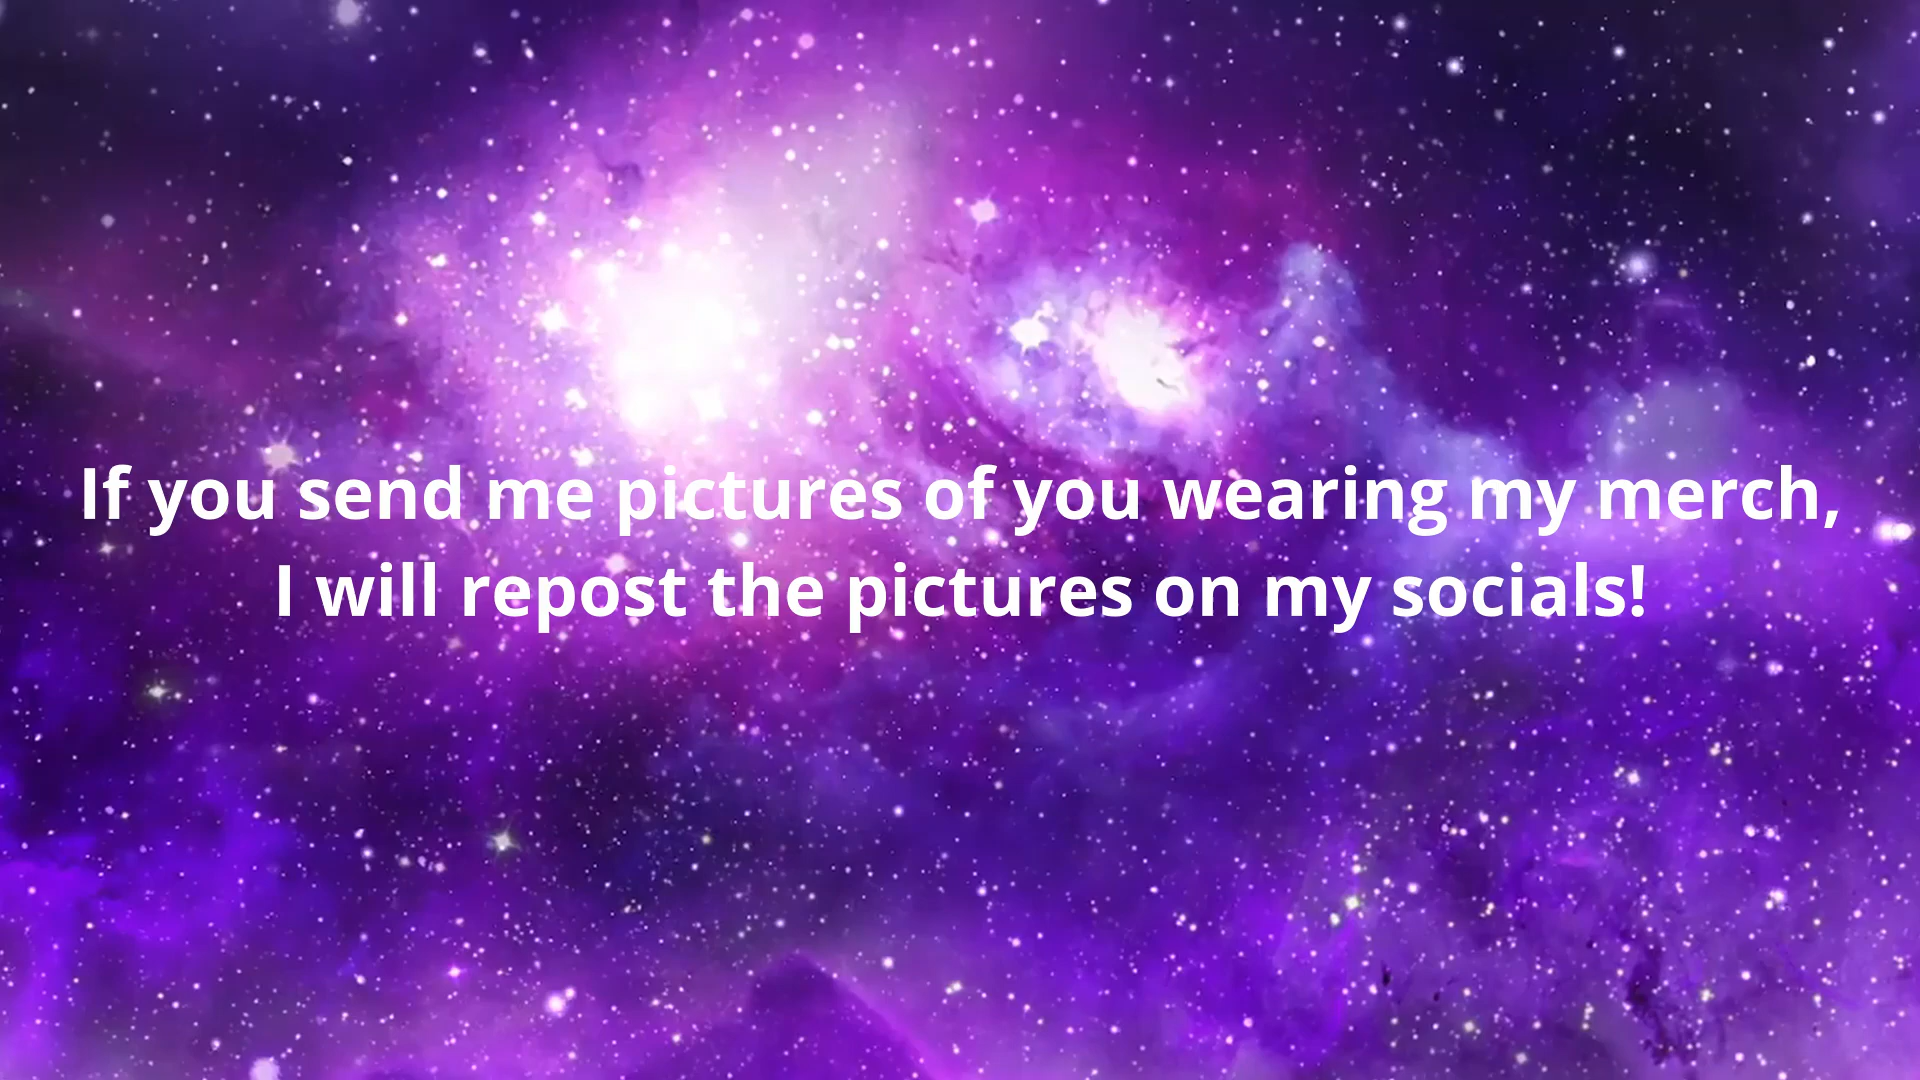 If you send me pictures of you wearing my merch,
I will repost the pictures on my socials!